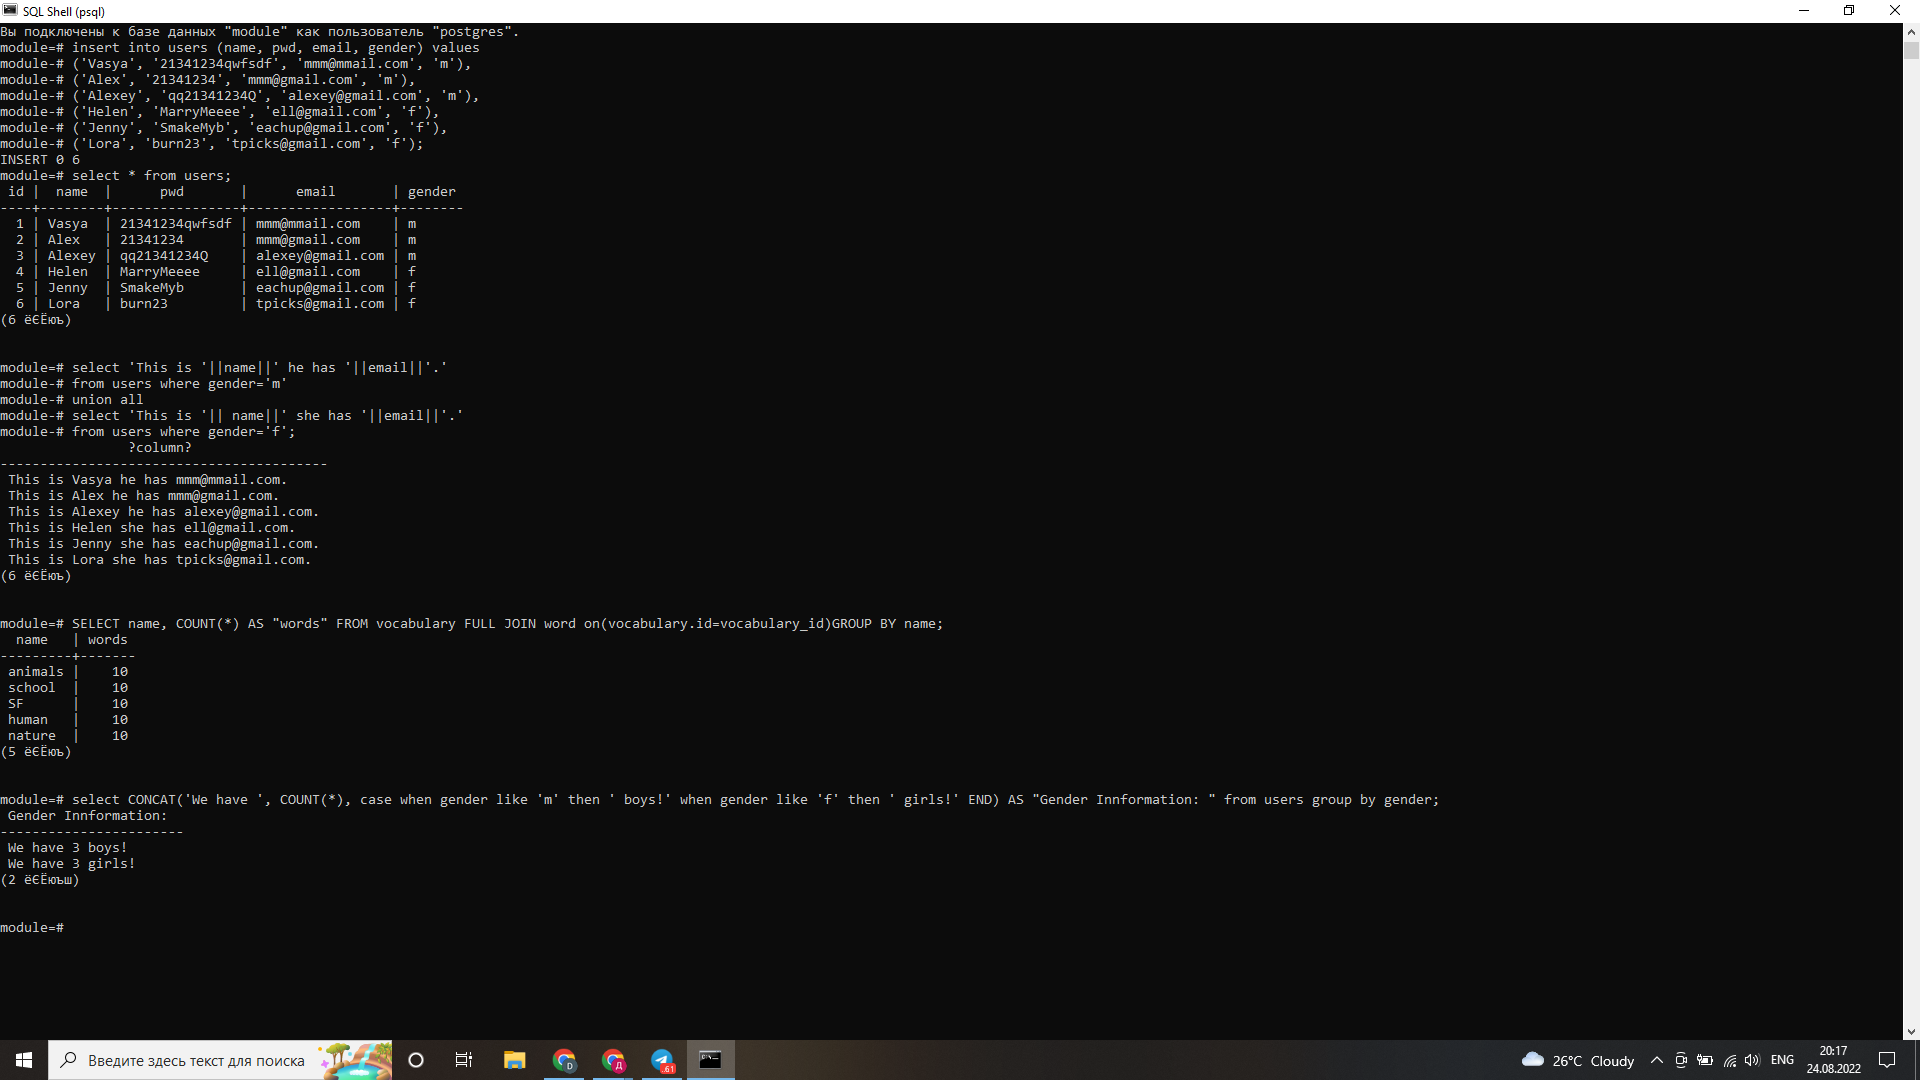 SQL Shell (psql)
Вы подключены к базе данных "module" как пользователь "postgres".
module=# insert into users (name, pwd, email, gender) values
module-# ('Vasya', '21341234qwfsdf', 'mmm@mmail.com', 'm'),
module-# ('Alex', '21341234', 'mmm@gmail.com', 'm'),
module-# ('Alexey', 'qq21341234Q', 'alexey@gmail.com', 'm'),
module-# ('Helen', 'MarryMeeee', 'ell@gmail.com', 'f'),
module-# ('Jenny', 'SmakeMyb', 'eachup@gmail.com', 'f'),
module-# ('Lora', 'burn23', 'tpicks@gmail.com', 'f');
INSERT 0 6
module=# select * from users;
 id |  name  |      pwd       |      email       | gender
----+--------+----------------+------------------+--------
  1 | Vasya  | 21341234qwfsdf | mmm@mmail.com    | m
  2 | Alex   | 21341234       | mmm@gmail.com    | m
  3 | Alexey | qq21341234Q    | alexey@gmail.com | m
  4 | Helen  | MarryMeeee     | ell@gmail.com    | f
  5 | Jenny  | SmakeMyb       | eachup@gmail.com | f
  6 | Lora   | burn23         | tpicks@gmail.com | f
(6 ёЄЁюъ)
module=# select 'This is '||name||' he has '||email||'.'
module-# from users where gender='m'
module-# union all
module-# select 'This is '|| name||' she has '||email||'.'
module-# from users where gender='f';
                ?column?
-----------------------------------------
 This is Vasya he has mmm@mmail.com.
 This is Alex he has mmm@gmail.com.
 This is Alexey he has alexey@gmail.com.
 This is Helen she has ell@gmail.com.
 This is Jenny she has eachup@gmail.com.
 This is Lora she has tpicks@gmail.com.
(6 ёЄЁюъ)
module=# SELECT name, COUNT(*) AS "words" FROM vocabulary FULL JOIN word on(vocabulary.id=vocabulary_id)GROUP BY name;
  name   | words
---------+-------
 animals |    10
 school  |    10
 SF      |    10
 human   |    10
 nature  |    10
(5 ёЄЁюъ)
module=# select CONCAT('We have ', COUNT(*), case when gender like 'm' then ' boys!' when gender like 'f' then ' girls!' END) AS "Gender Innformation: " from users group by gender;
 Gender Innformation:
-----------------------
 We have 3 boys!
 We have 3 girls!
(2 ёЄЁюъш)
module=#
Введите здесь текст для поиска
D
Д
61
26°C Cloudy
ENG
20:17
24.08.2022